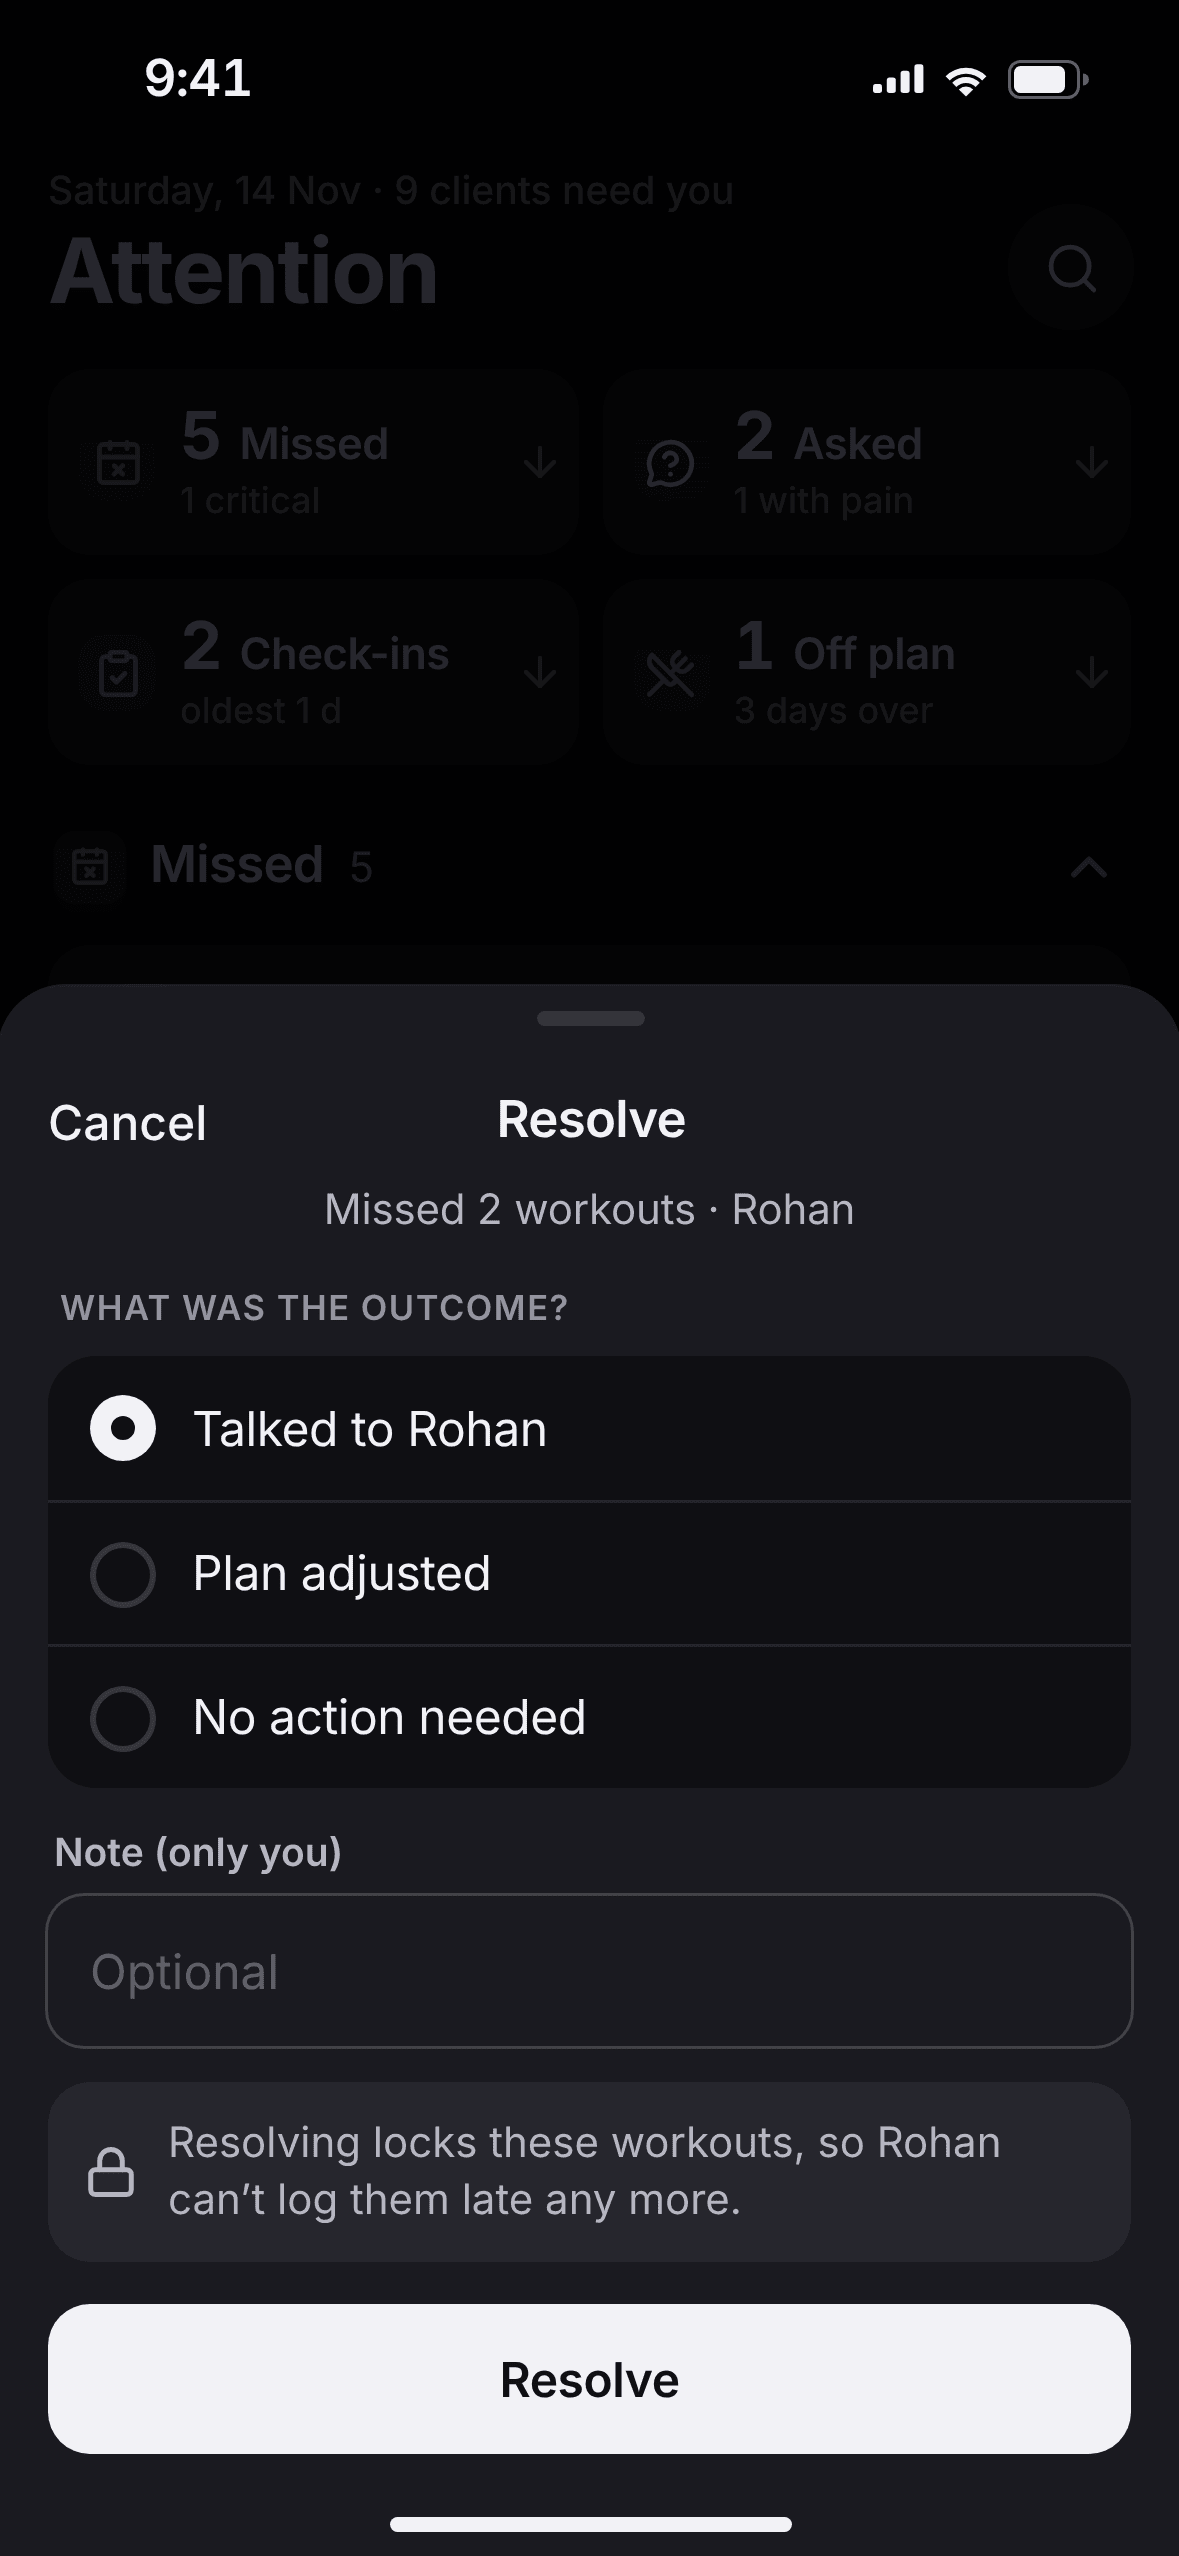 9:41
Saturday, 14 Nov · 9 clients need you
Attention
5 Missed
1 critical
2 Asked
1 with pain
2 Check-ins
oldest 1 d
1 Off plan
3 days over
Missed 5
Cancel
Resolve
Missed 2 workouts · Rohan
WHAT WAS THE OUTCOME?
Talked to Rohan
Plan adjusted
No action needed
Note (only you)
Optional
Resolving locks these workouts, so Rohan
can’t log them late any more.
Resolve